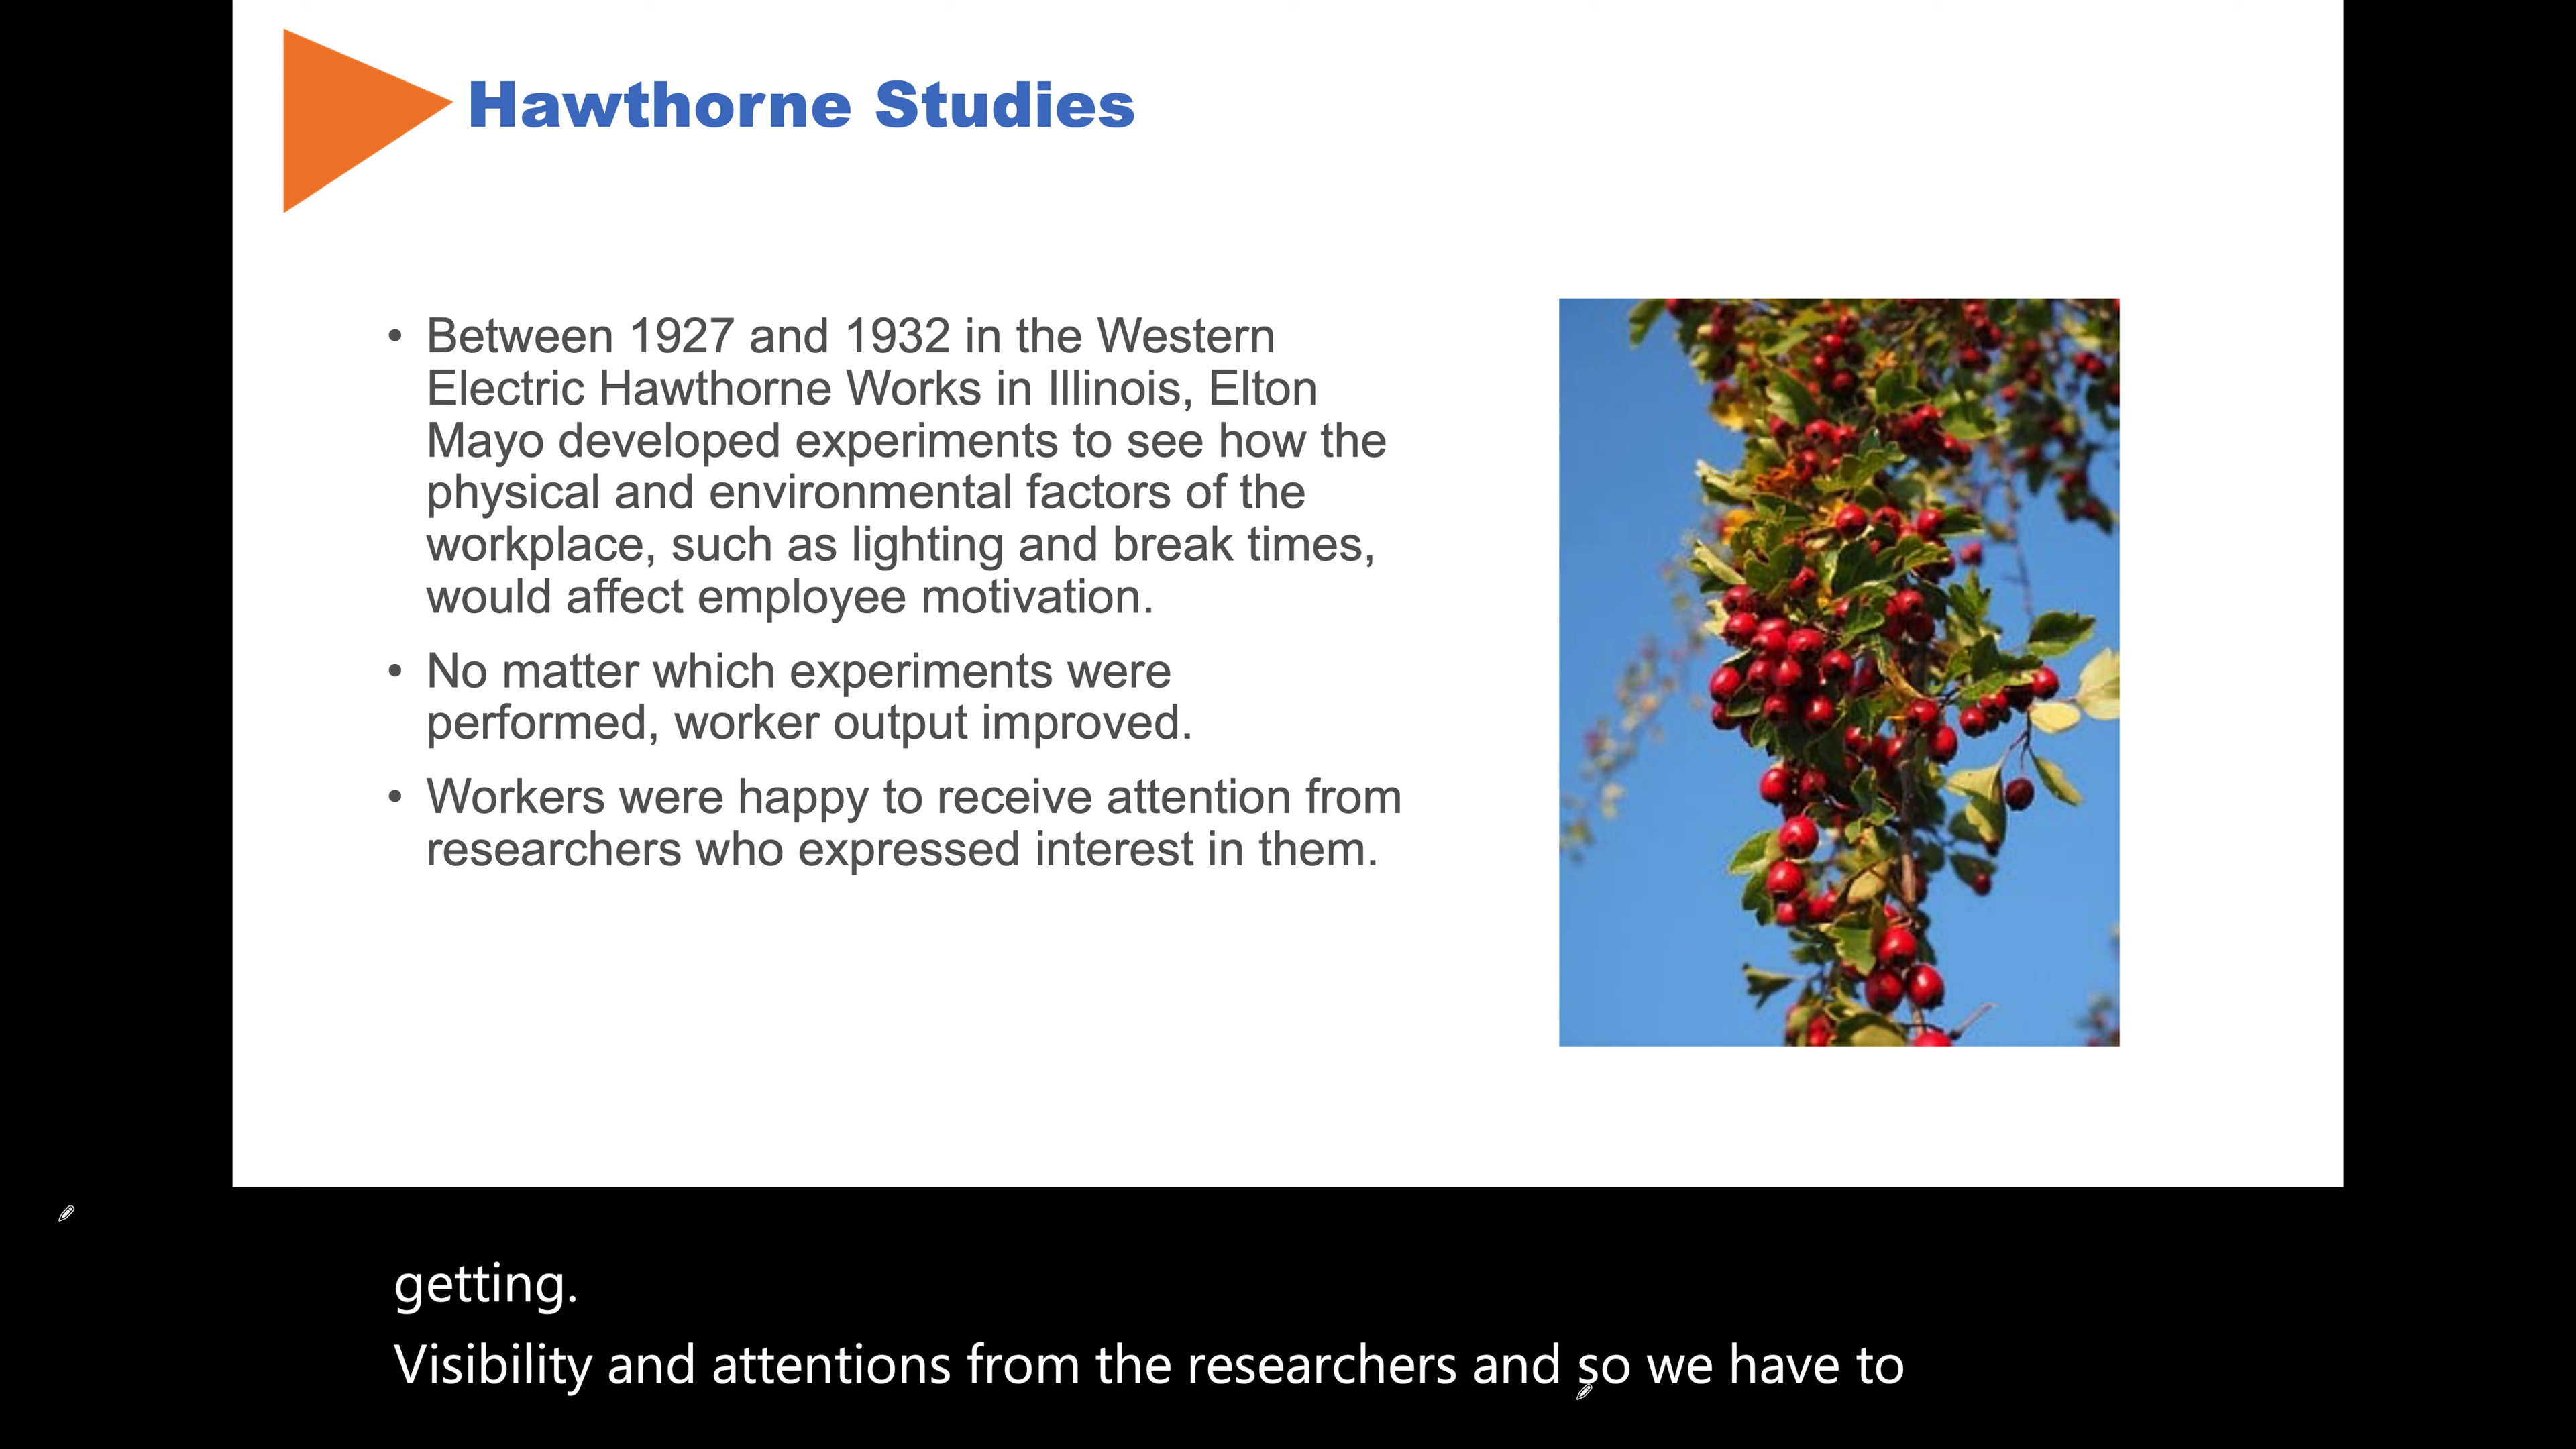 Hawthorne Studies
• Between 1927 and 1932 in the Western
Electric Hawthorne Works in Illinois, Elton
Mayo developed experiments to see how the
physical and environmental factors of the
workplace, such as lighting and break times,
would affect employee motivation.
• No matter which experiments were
performed, worker output improved.
• Workers were happy to receive attention from
researchers who expressed interest in them.
getting.
Visibility and attentions from the researchers and so we have to